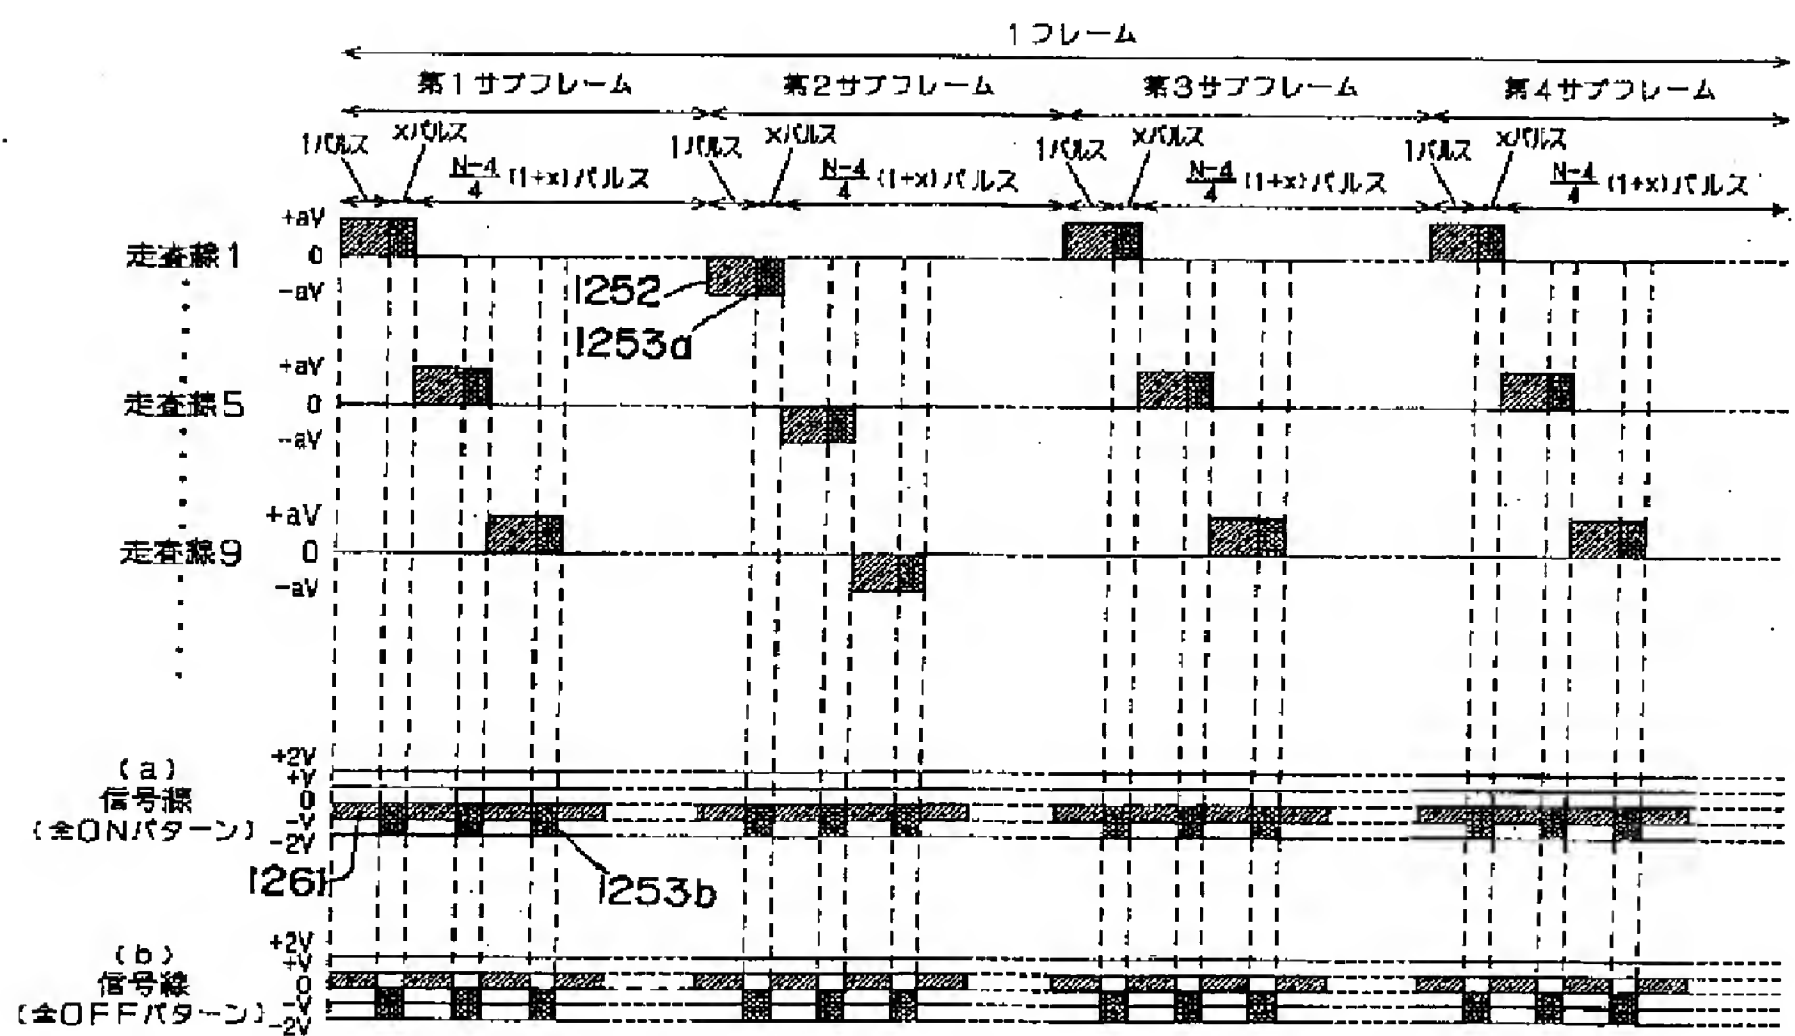 1フレーム
第1サブフレーム 第2サブフレーム 第3サブフレーム 第4サブフレーム
1パルス xパルス 1パルス xパルス 1パルス xパルス 1パルス xパルス
N-4/4 (1+x)パルス N-4/4 (1+x)パルス N-4/4 (1+x)パルス N-4/4 (1+x)パルス
+aV
走査線1 0
-aV
1252
1253a
+aV
走査線5 0
-aV
+aV
走査線9 0
-aV
(a)
信号線
(全ONパターン)
+2V
+V
0
-V
-2V
1261
1253b
(b)
信号線
(全OFFパターン)
+2V
+V
0
-V
-2V